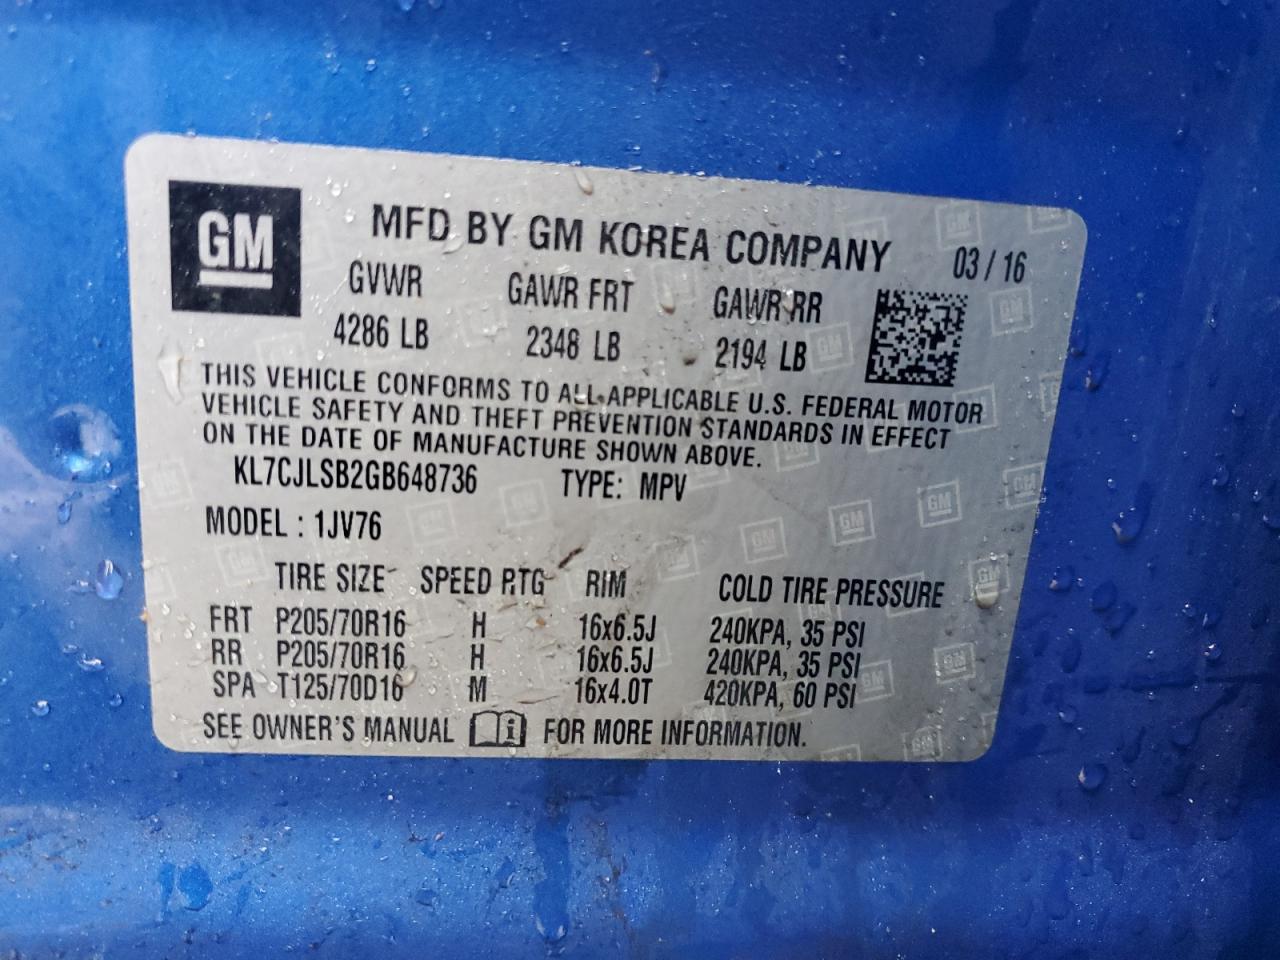 GM
MFD BY GM KOREA COMPANY 03 / 16
GVWR GAWR FRT GAWR RR
4286 LB 2348 LB 2194 LB
THIS VEHICLE CONFORMS TO ALL APPLICABLE U.S. FEDERAL MOTOR
VEHICLE SAFETY AND THEFT PREVENTION STANDARDS IN EFFECT
ON THE DATE OF MANUFACTURE SHOWN ABOVE.
KL7CJLSB2GB648736 TYPE: MPV
MODEL : 1JV76
TIRE SIZE SPEED RTG RIM COLD TIRE PRESSURE
FRT P205/70R16 H 16x6.5J 240KPA, 35 PSI
RR P205/70R16 H 16x6.5J 240KPA, 35 PSI
SPA T125/70D16 M 16x4.0T 420KPA, 60 PSI
SEE OWNER'S MANUAL i FOR MORE INFORMATION.